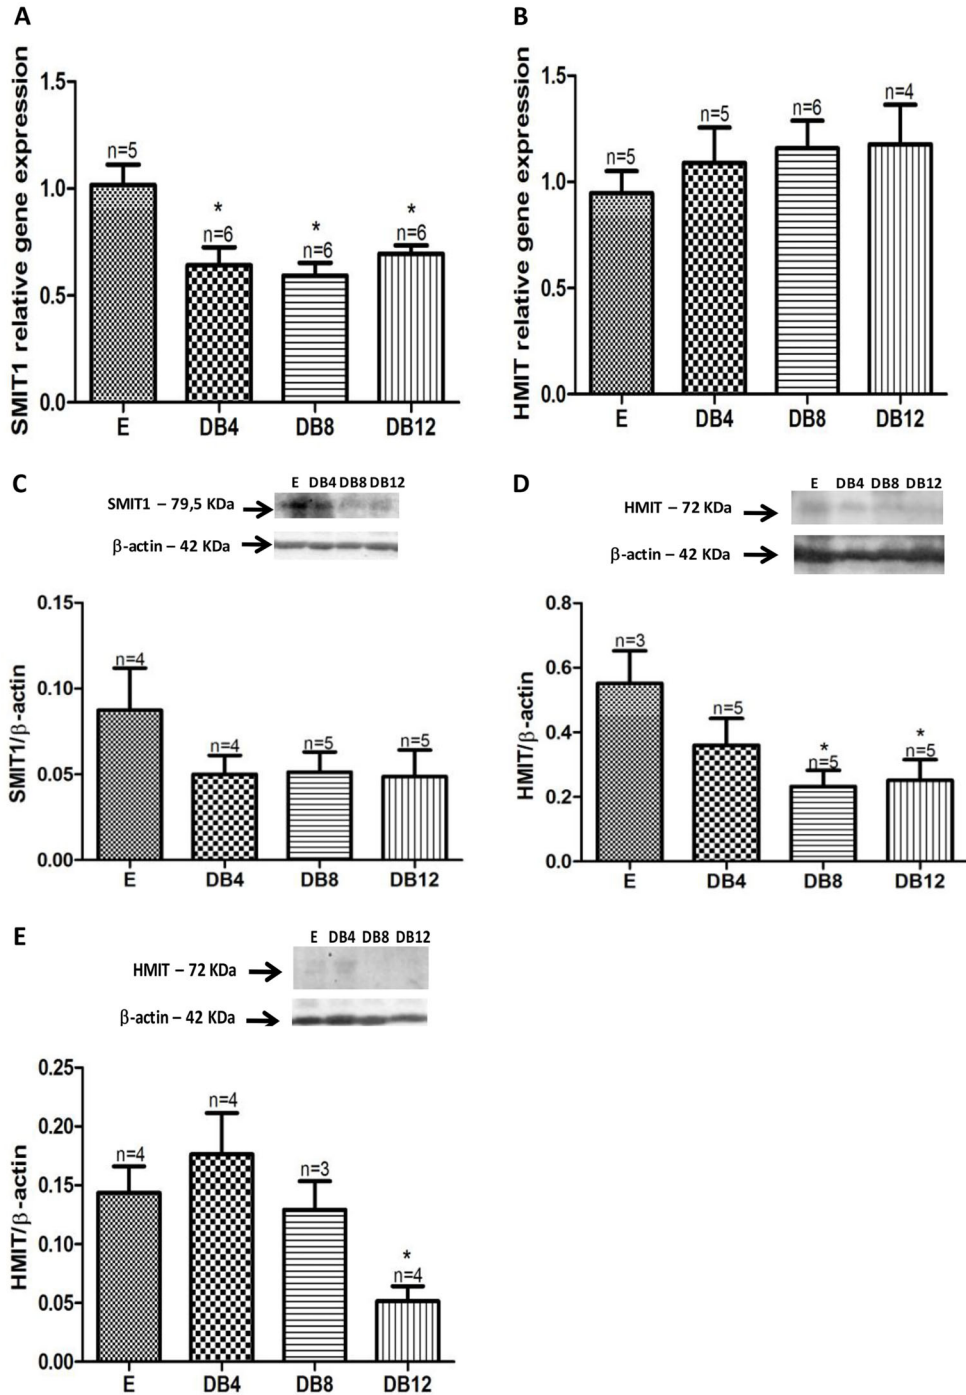 A
SMIT1 relative gene expression
1.5
1.0
0.5
0.0
n=5
*
n=6
*
n=6
*
n=6
E DB4 DB8 DB12
B
HMIT relative gene expression
1.5
1.0
0.5
0.0
n=5
n=5
n=6
n=4
E DB4 DB8 DB12
C
E DB4 DB8 DB12
SMIT1 – 79,5 KDa
β-actin – 42 KDa
SMIT1/β-actin
0.15
0.10
0.05
0.00
n=4
n=4
n=5
n=5
E DB4 DB8 DB12
D
E DB4 DB8 DB12
HMIT – 72 KDa
β-actin – 42 KDa
HMIT/β-actin
0.8
0.6
0.4
0.2
0.0
n=3
n=5
*
n=5
*
n=5
E DB4 DB8 DB12
E
E DB4 DB8 DB12
HMIT – 72 KDa
β-actin – 42 KDa
HMIT/β-actin
0.25
0.20
0.15
0.10
0.05
0.00
n=4
n=4
n=3
*
n=4
E DB4 DB8 DB12